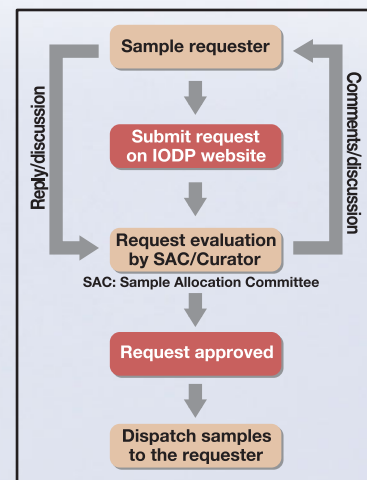 Sample requester
Reply/discussion
Comments/discussion
Submit request
on IODP website
Request evaluation
by SAC/Curator
SAC: Sample Allocation Committee
Request approved
Dispatch samples
to the requester